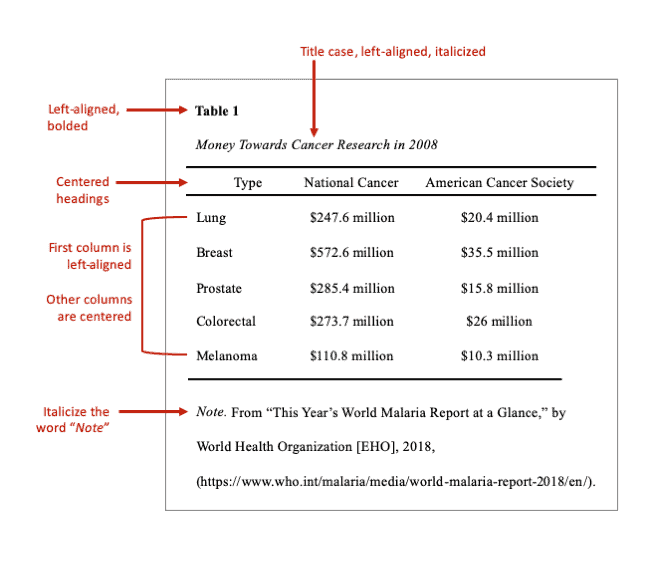 Title case, left-aligned, italicized
Left-aligned,
bolded
Table 1
Money Towards Cancer Research in 2008
Centered
headings
Type National Cancer American Cancer Society
Lung $247.6 million $20.4 million
First column is
left-aligned
Breast $572.6 million $35.5 million
Other columns
are centered
Prostate $285.4 million $15.8 million
Colorectal $273.7 million $26 million
Melanoma $110.8 million $10.3 million
Italicize the
word “Note”
Note. From “This Year’s World Malaria Report at a Glance,” by
World Health Organization [EHO], 2018,
(https://www.who.int/malaria/media/world-malaria-report-2018/en/).